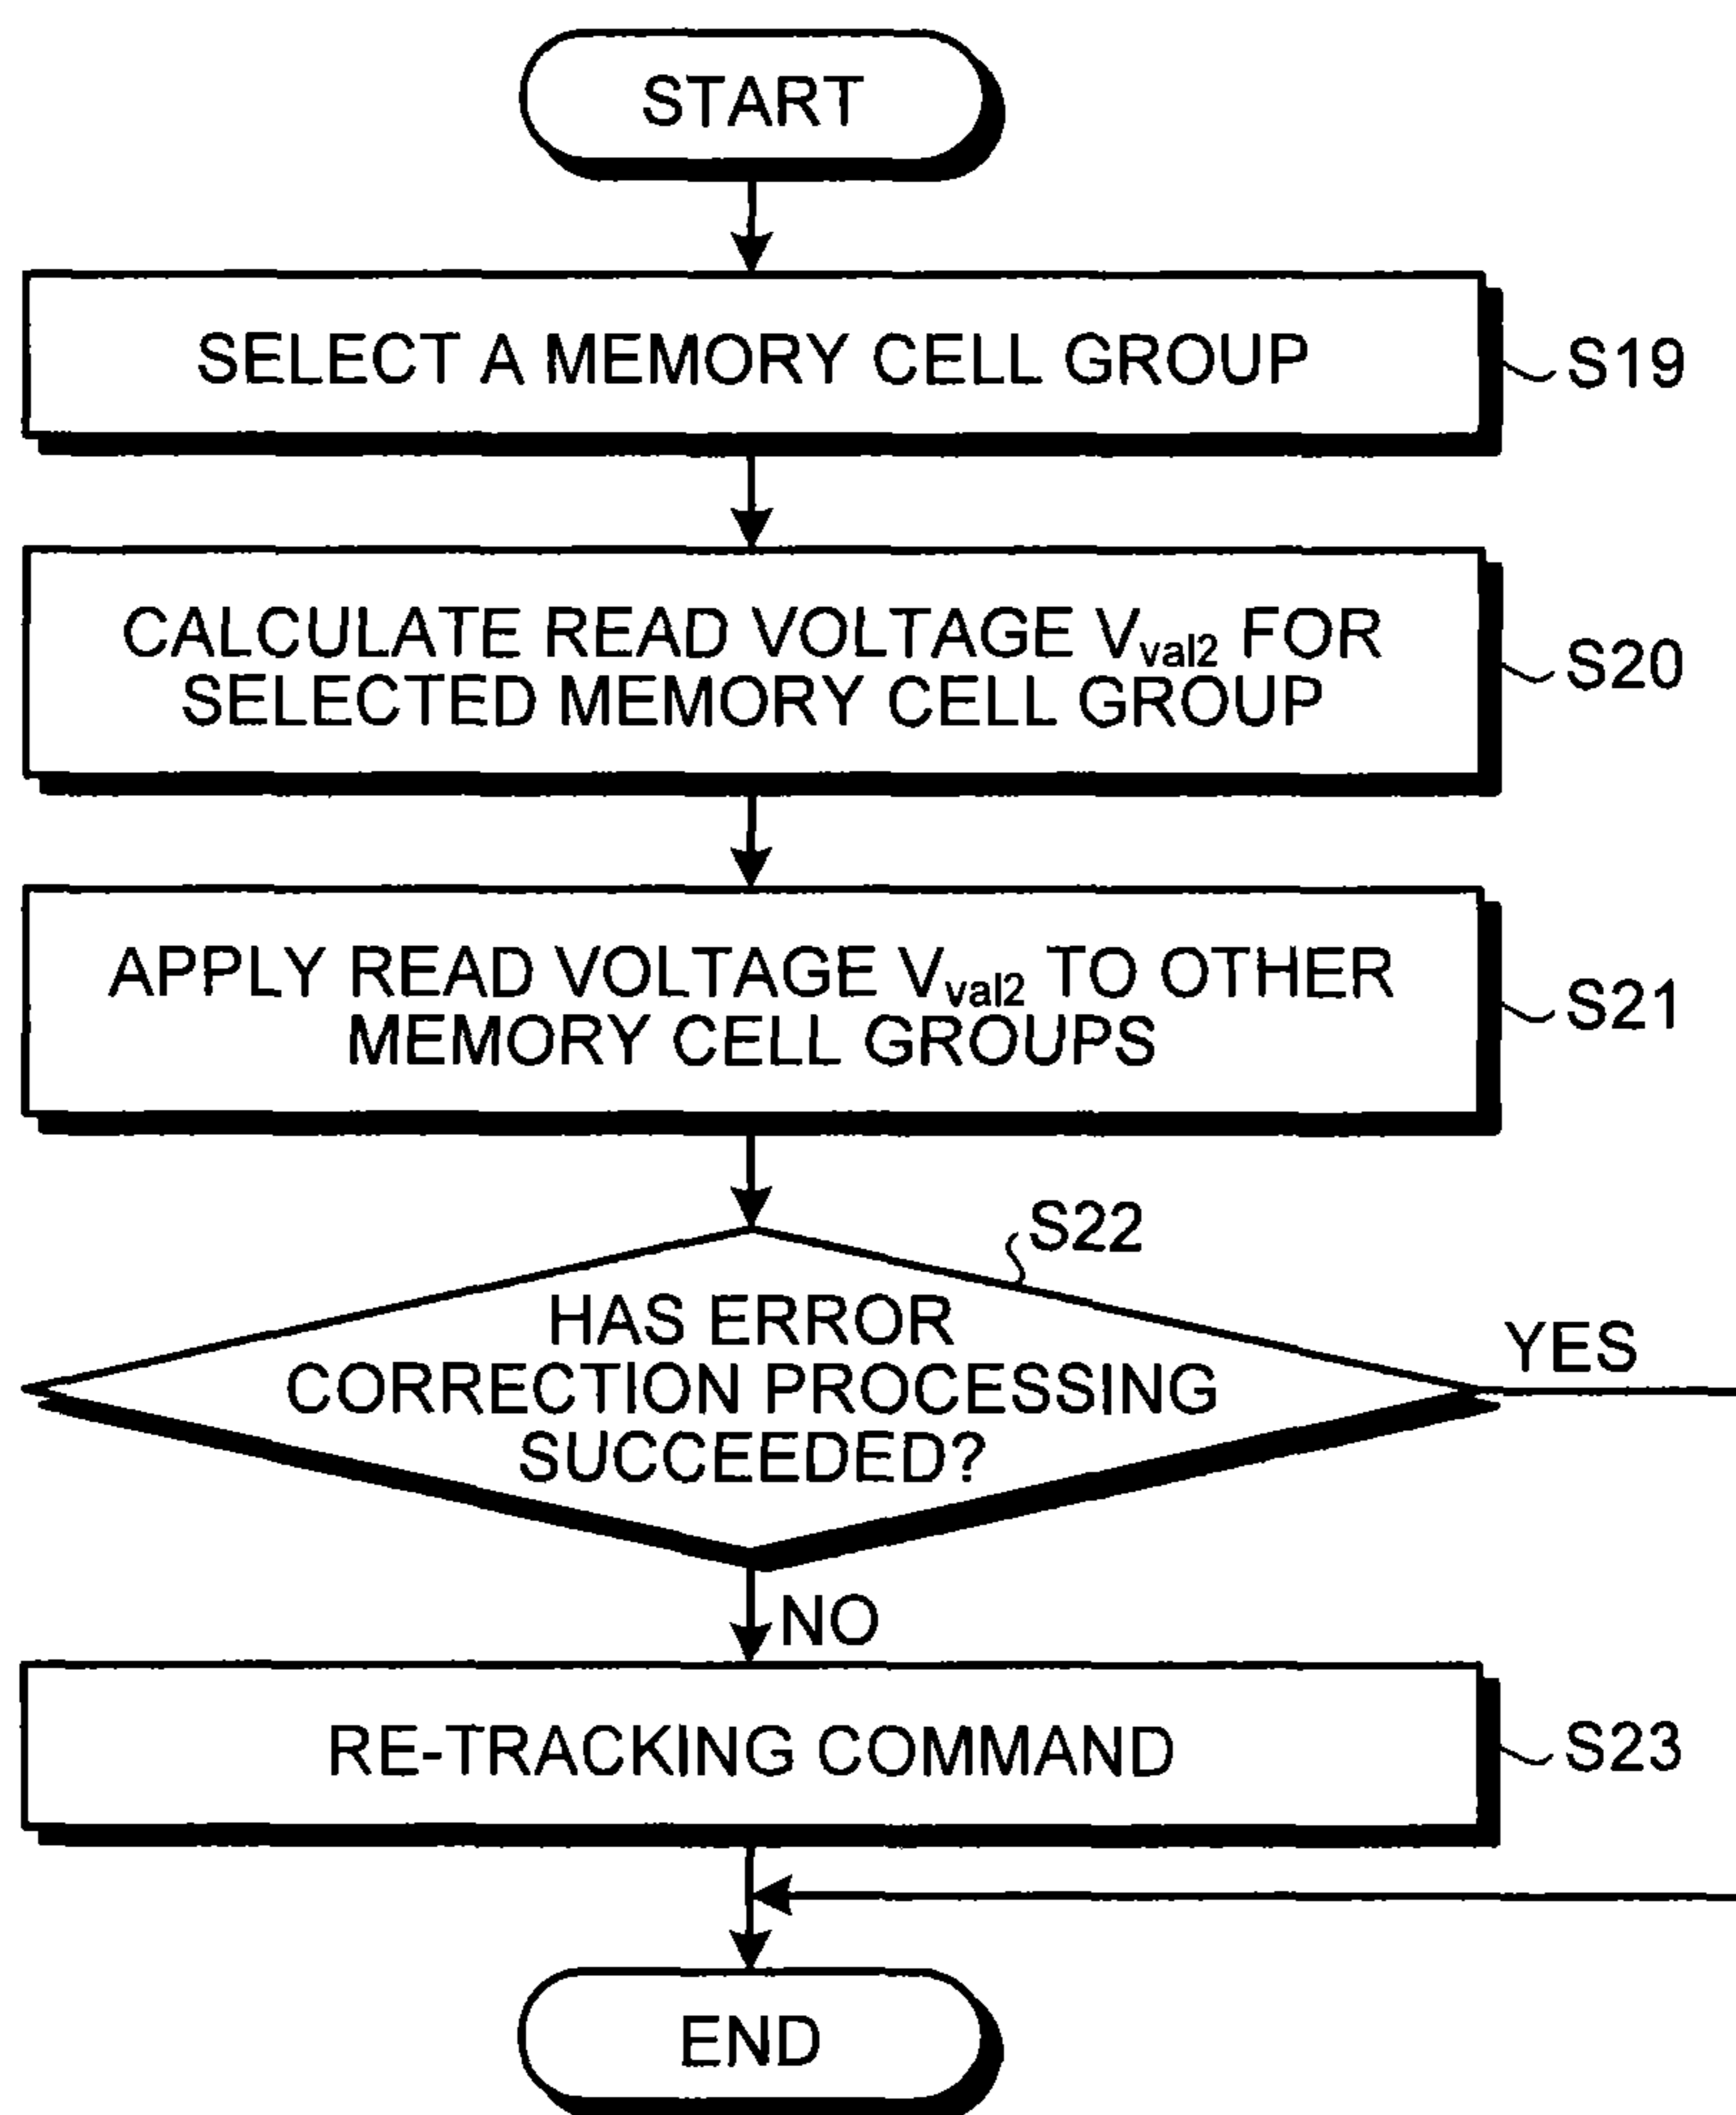 START
SELECT A MEMORY CELL GROUP
S19
CALCULATE READ VOLTAGE Vval2 FOR
SELECTED MEMORY CELL GROUP
S20
APPLY READ VOLTAGE Vval2 TO OTHER
MEMORY CELL GROUPS
S21
S22
HAS ERROR
CORRECTION PROCESSING
SUCCEEDED?
YES
NO
RE-TRACKING COMMAND
S23
END